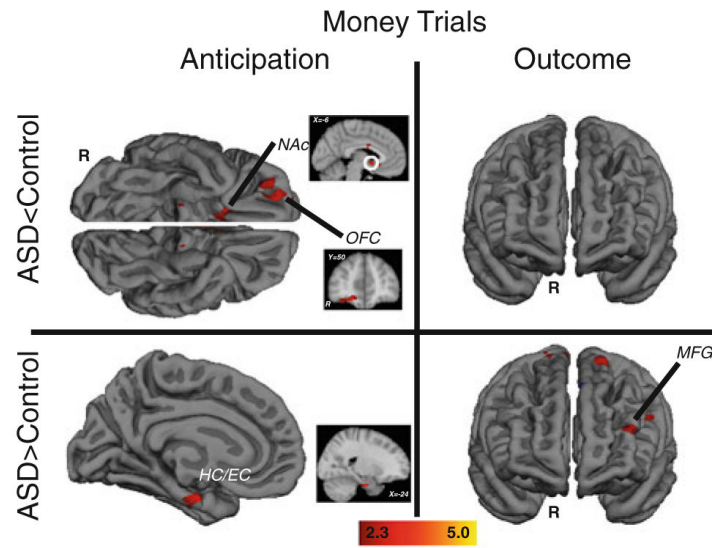 Money Trials
Anticipation
Outcome
ASD<Control
R
NAc
X=-6
OFC
Y=50
R
R
ASD>Control
HC/EC
X=-24
MFG
R
2.3 5.0